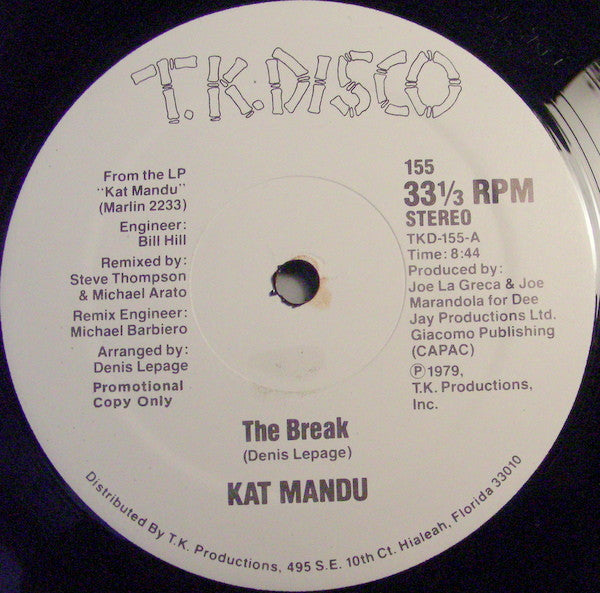 T.K. DISCO
From the LP
"Kat Mandu"
(Marlin 2233)
Engineer:
Bill Hill
Remixed by:
Steve Thompson
& Michael Arato
Remix Engineer:
Michael Barbiero
Arranged by:
Denis Lepage
Promotional
Copy Only
155
33⅓ RPM
STEREO
TKD-155-A
Time: 8:44
Produced by:
Joe La Greca & Joe
Marandola for Dee
Jay Productions Ltd.
Giacomo Publishing
(CAPAC)
℗ 1979,
T.K. Productions,
Inc.
The Break
(Denis Lepage)
KAT MANDU
Distributed By T.K. Productions, 495 S.E. 10th Ct. Hialeah, Florida 33010